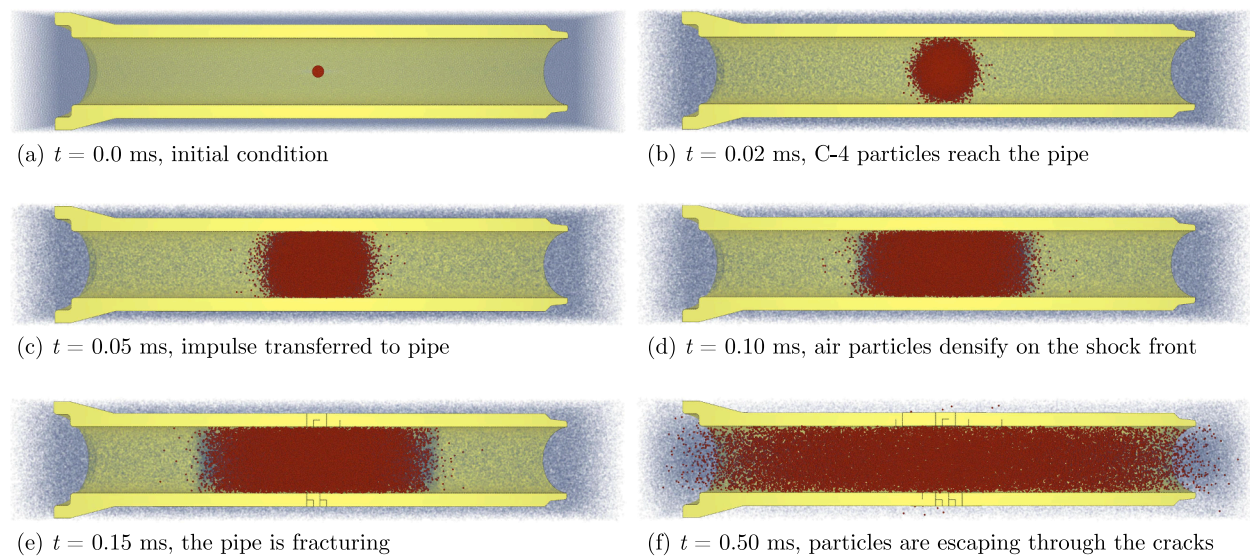 (a) t = 0.0 ms, initial condition
(b) t = 0.02 ms, C-4 particles reach the pipe
(c) t = 0.05 ms, impulse transferred to pipe
(d) t = 0.10 ms, air particles densify on the shock front
(e) t = 0.15 ms, the pipe is fracturing
(f) t = 0.50 ms, particles are escaping through the cracks